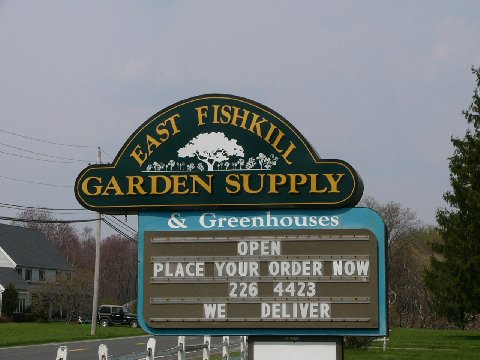 EAST FISHKILL
GARDEN SUPPLY
& Greenhouses
OPEN
PLACE YOUR ORDER NOW
226 4423
WE DELIVER